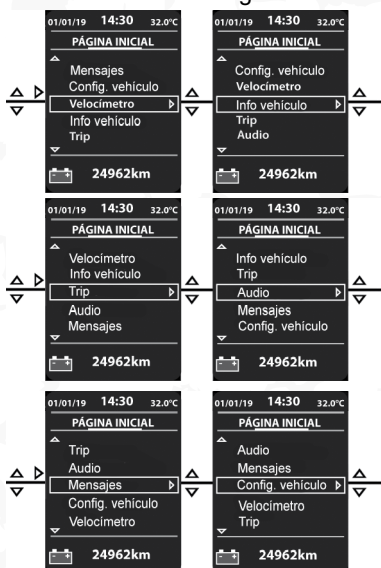 01/01/19 14:30 32.0°C
PÁGINA INICIAL
Mensajes
Config. vehículo
Velocímetro
Info vehículo
Trip
24962km
01/01/19 14:30 32.0°C
PÁGINA INICIAL
Config. vehículo
Velocímetro
Info vehículo
Trip
Audio
24962km
01/01/19 14:30 32.0°C
PÁGINA INICIAL
Velocimetro
Info vehículo
Trip
Audio
Mensajes
24962km
01/01/19 14:30 32.0°C
PÁGINA INICIAL
Info vehículo
Trip
Audio
Mensajes
Config. vehículo
24962km
01/01/19 14:30 32.0°C
PÁGINA INICIAL
Trip
Audio
Mensajes
Config. vehículo
Velocimetro
24962km
01/01/19 14:30 32.0°C
PÁGINA INICIAL
Audio
Mensajes
Config. vehículo
Velocimetro
Trip
24962km